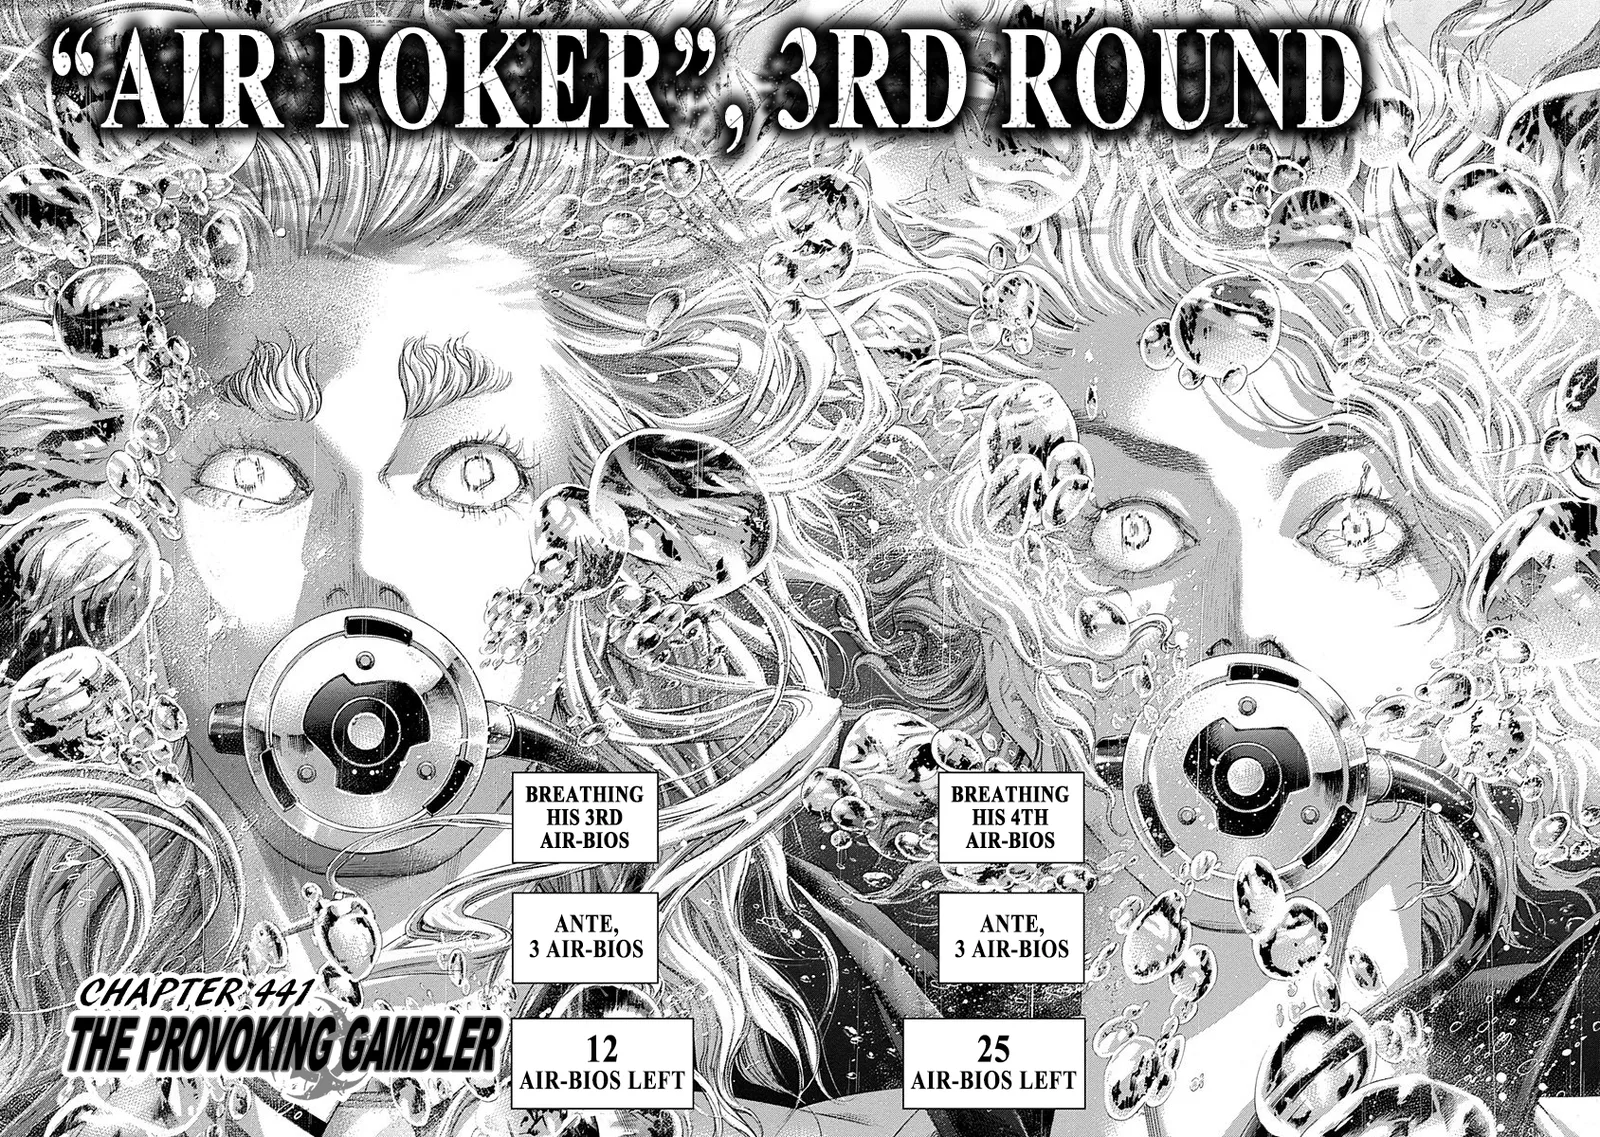 “AIR POKER”, 3RD ROUND
BREATHING
HIS 3RD
AIR-BIOS
ANTE,
3 AIR-BIOS
12
AIR-BIOS LEFT
BREATHING
HIS 4TH
AIR-BIOS
ANTE,
3 AIR-BIOS
25
AIR-BIOS LEFT
CHAPTER 441
THE PROVOKING GAMBLER